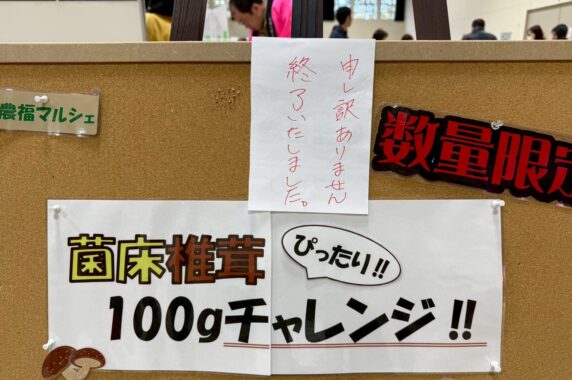 申し訳ありません
終了いたしました。
農福マルシェ
数量限定
菌床椎茸
ぴったり!!
100gチャレンジ!!